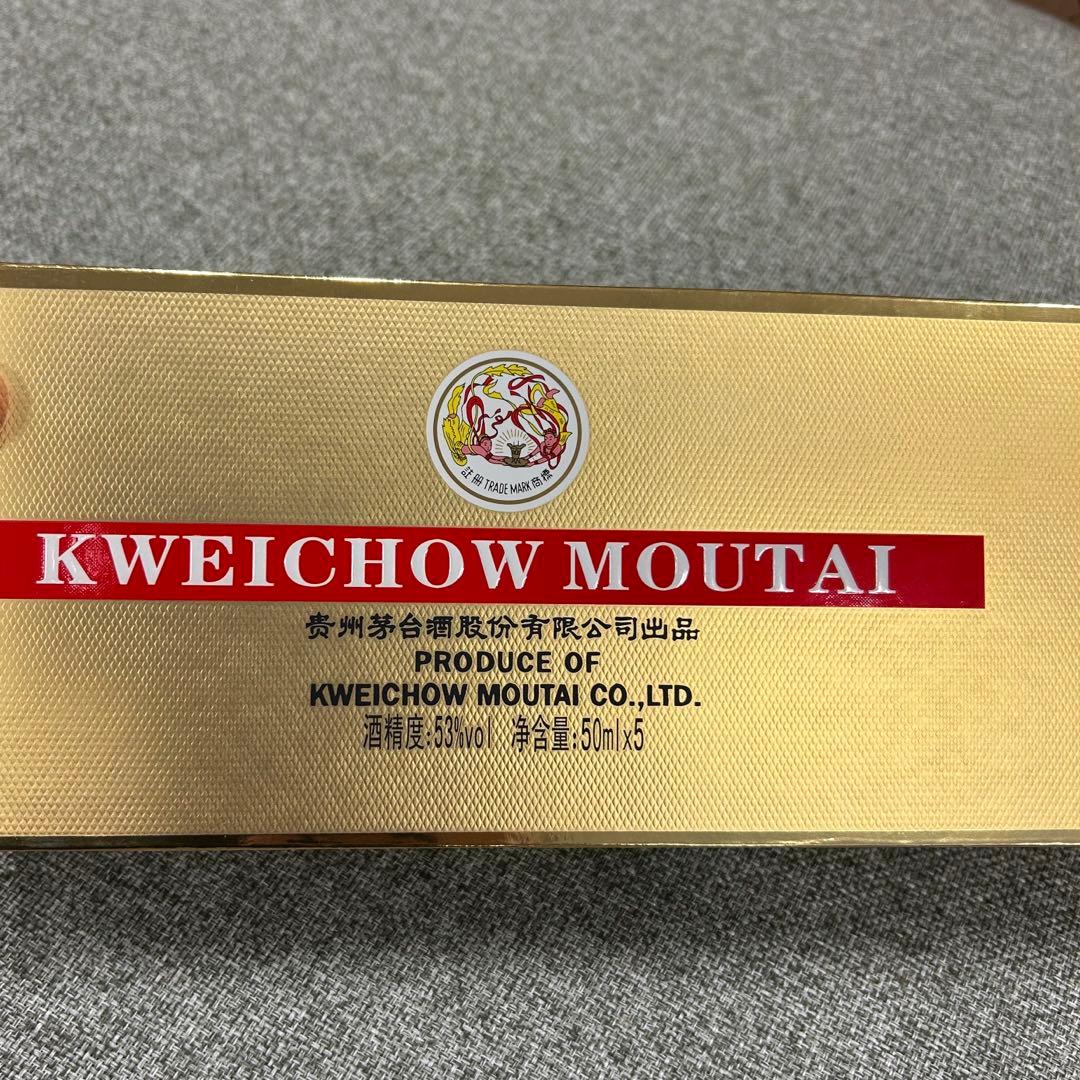 註冊 TRADE MARK 商標
KWEICHOW MOUTAI
贵州茅台酒股份有限公司出品
PRODUCE OF
KWEICHOW MOUTAI CO.,LTD.
酒精度:53%vol 净含量:50ml×5